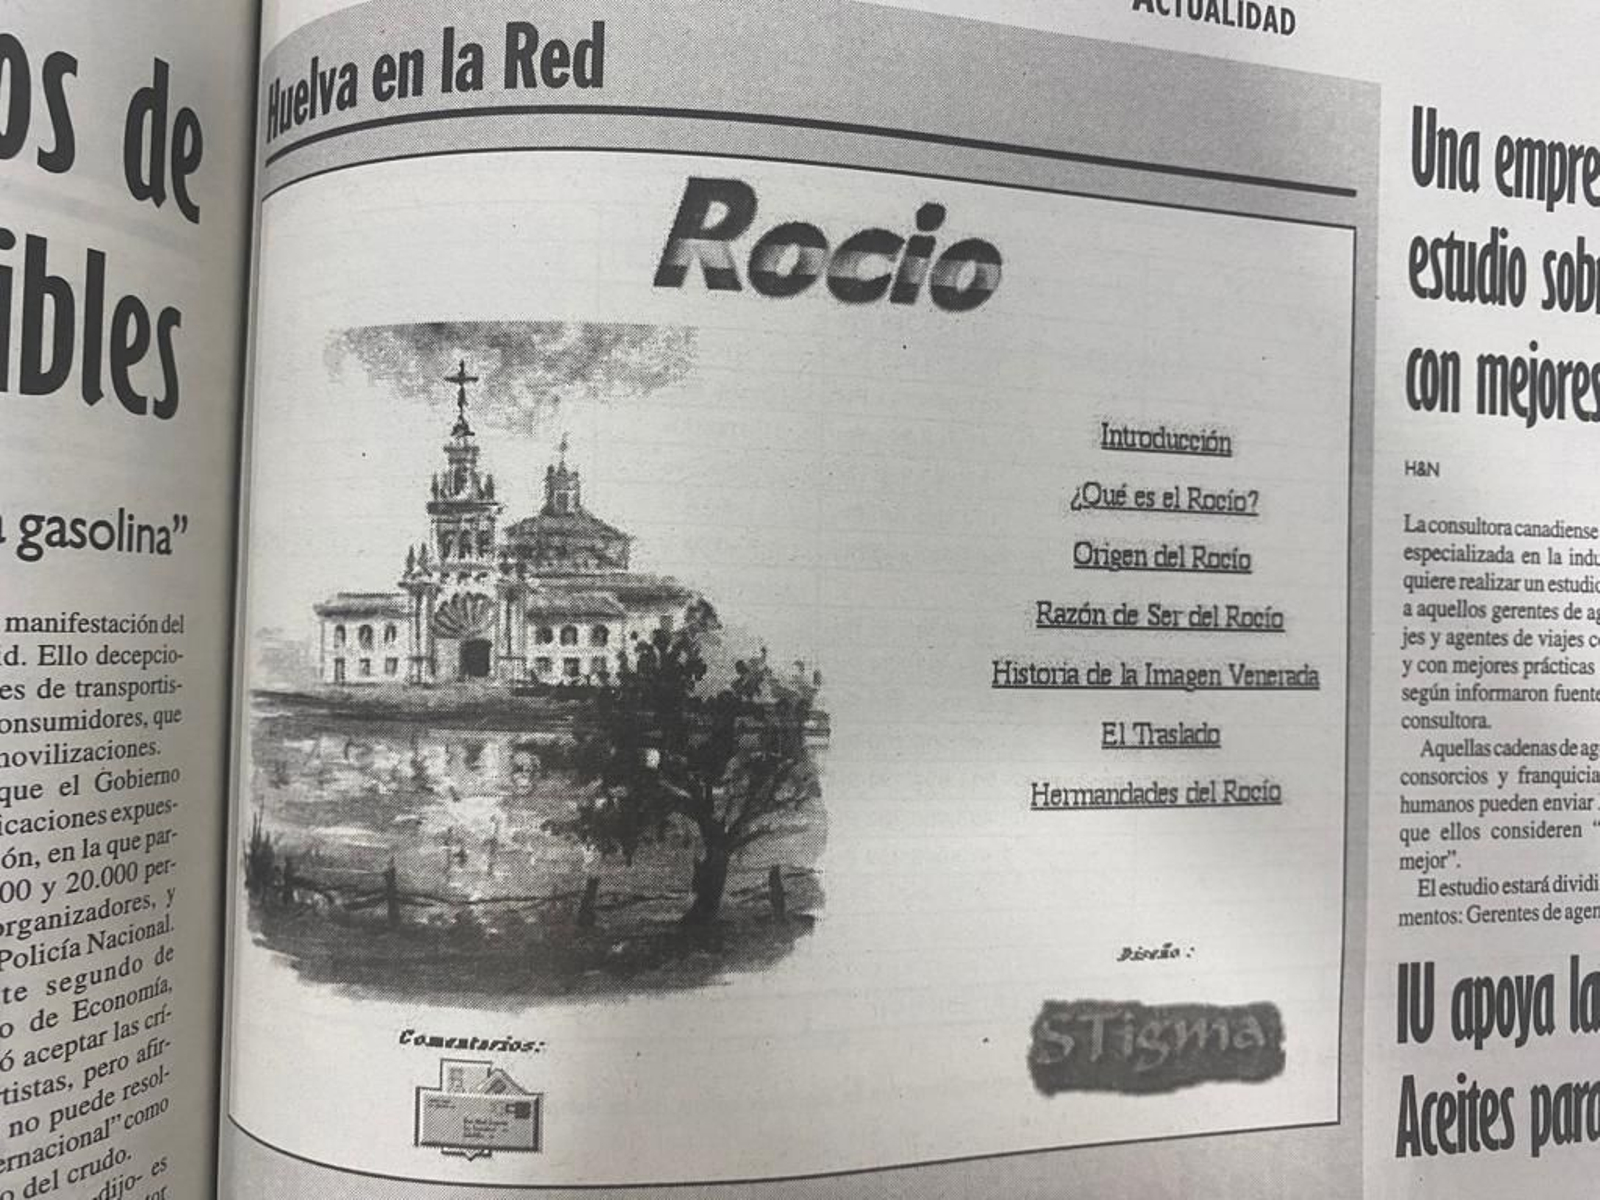 os de
ibles
a gasolina”
manifestación del
id. Ello decepcio-
es de transportis-
onsumidores, que
novilizaciones.
que el Gobierno
icaciones expues-
ón, en la que par-
00 y 20.000 per-
organizadores, y
Policía Nacional.
te segundo de
o de Economía,
ó aceptar las crí-
rtistas, pero afir-
no puede resol-
ernacional” como
o del crudo.
dijo- es
ACTUALIDAD
Huelva en la Red
Rocio
Introducción
¿Qué es el Rocío?
Origen del Rocío
Razón de Ser del Rocío
Historia de la Imagen Venerada
El Traslado
Hermandades del Rocío
Diseño :
STigma
Comentarios:
Una empre
estudio sob
con mejores
H&N
La consultora canadiense
especializada en la indu
quiere realizar un estudio
a aquellos gerentes de ag
jes y agentes de viajes c
y con mejores prácticas
según informaron fuente
consultora.
Aquellas cadenas de ag
consorcios y franquicia
humanos pueden enviar
que ellos consideren “
mejor”.
El estudio estará dividi
mentos: Gerentes de agen
IU apoya la
Aceites para